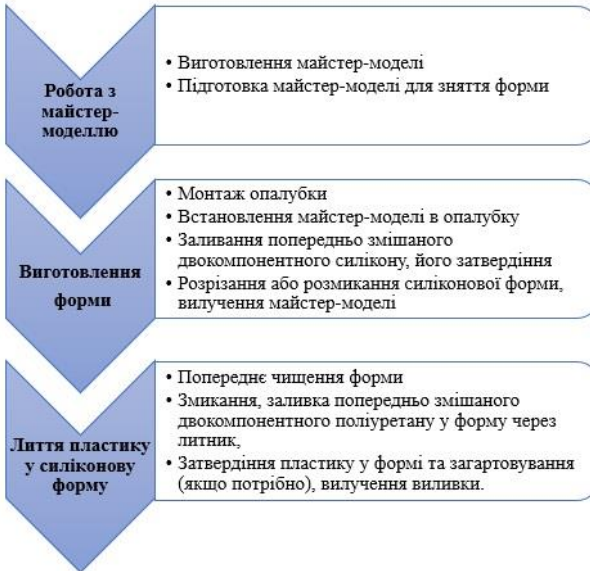 Робота з
майстер-
моделлю
• Виготовлення майстер-моделі
• Підготовка майстер-моделі для зняття форми
Виготовлення
форми
• Монтаж опалубки
• Встановлення майстер-моделі в опалубку
• Заливання попередньо змішаного
двокомпонентного силікону, його затвердіння
• Розрізання або розмикання силіконової форми,
вилучення майстер-моделі
Лиття пластику
у силіконову
форму
• Попереднє чищення форми
• Змикання, заливка попередньо змішаного
двокомпонентного поліуретану у форму через
литник,
• Затвердіння пластику у формі та загартовування
(якщо потрібно), вилучення виливки.